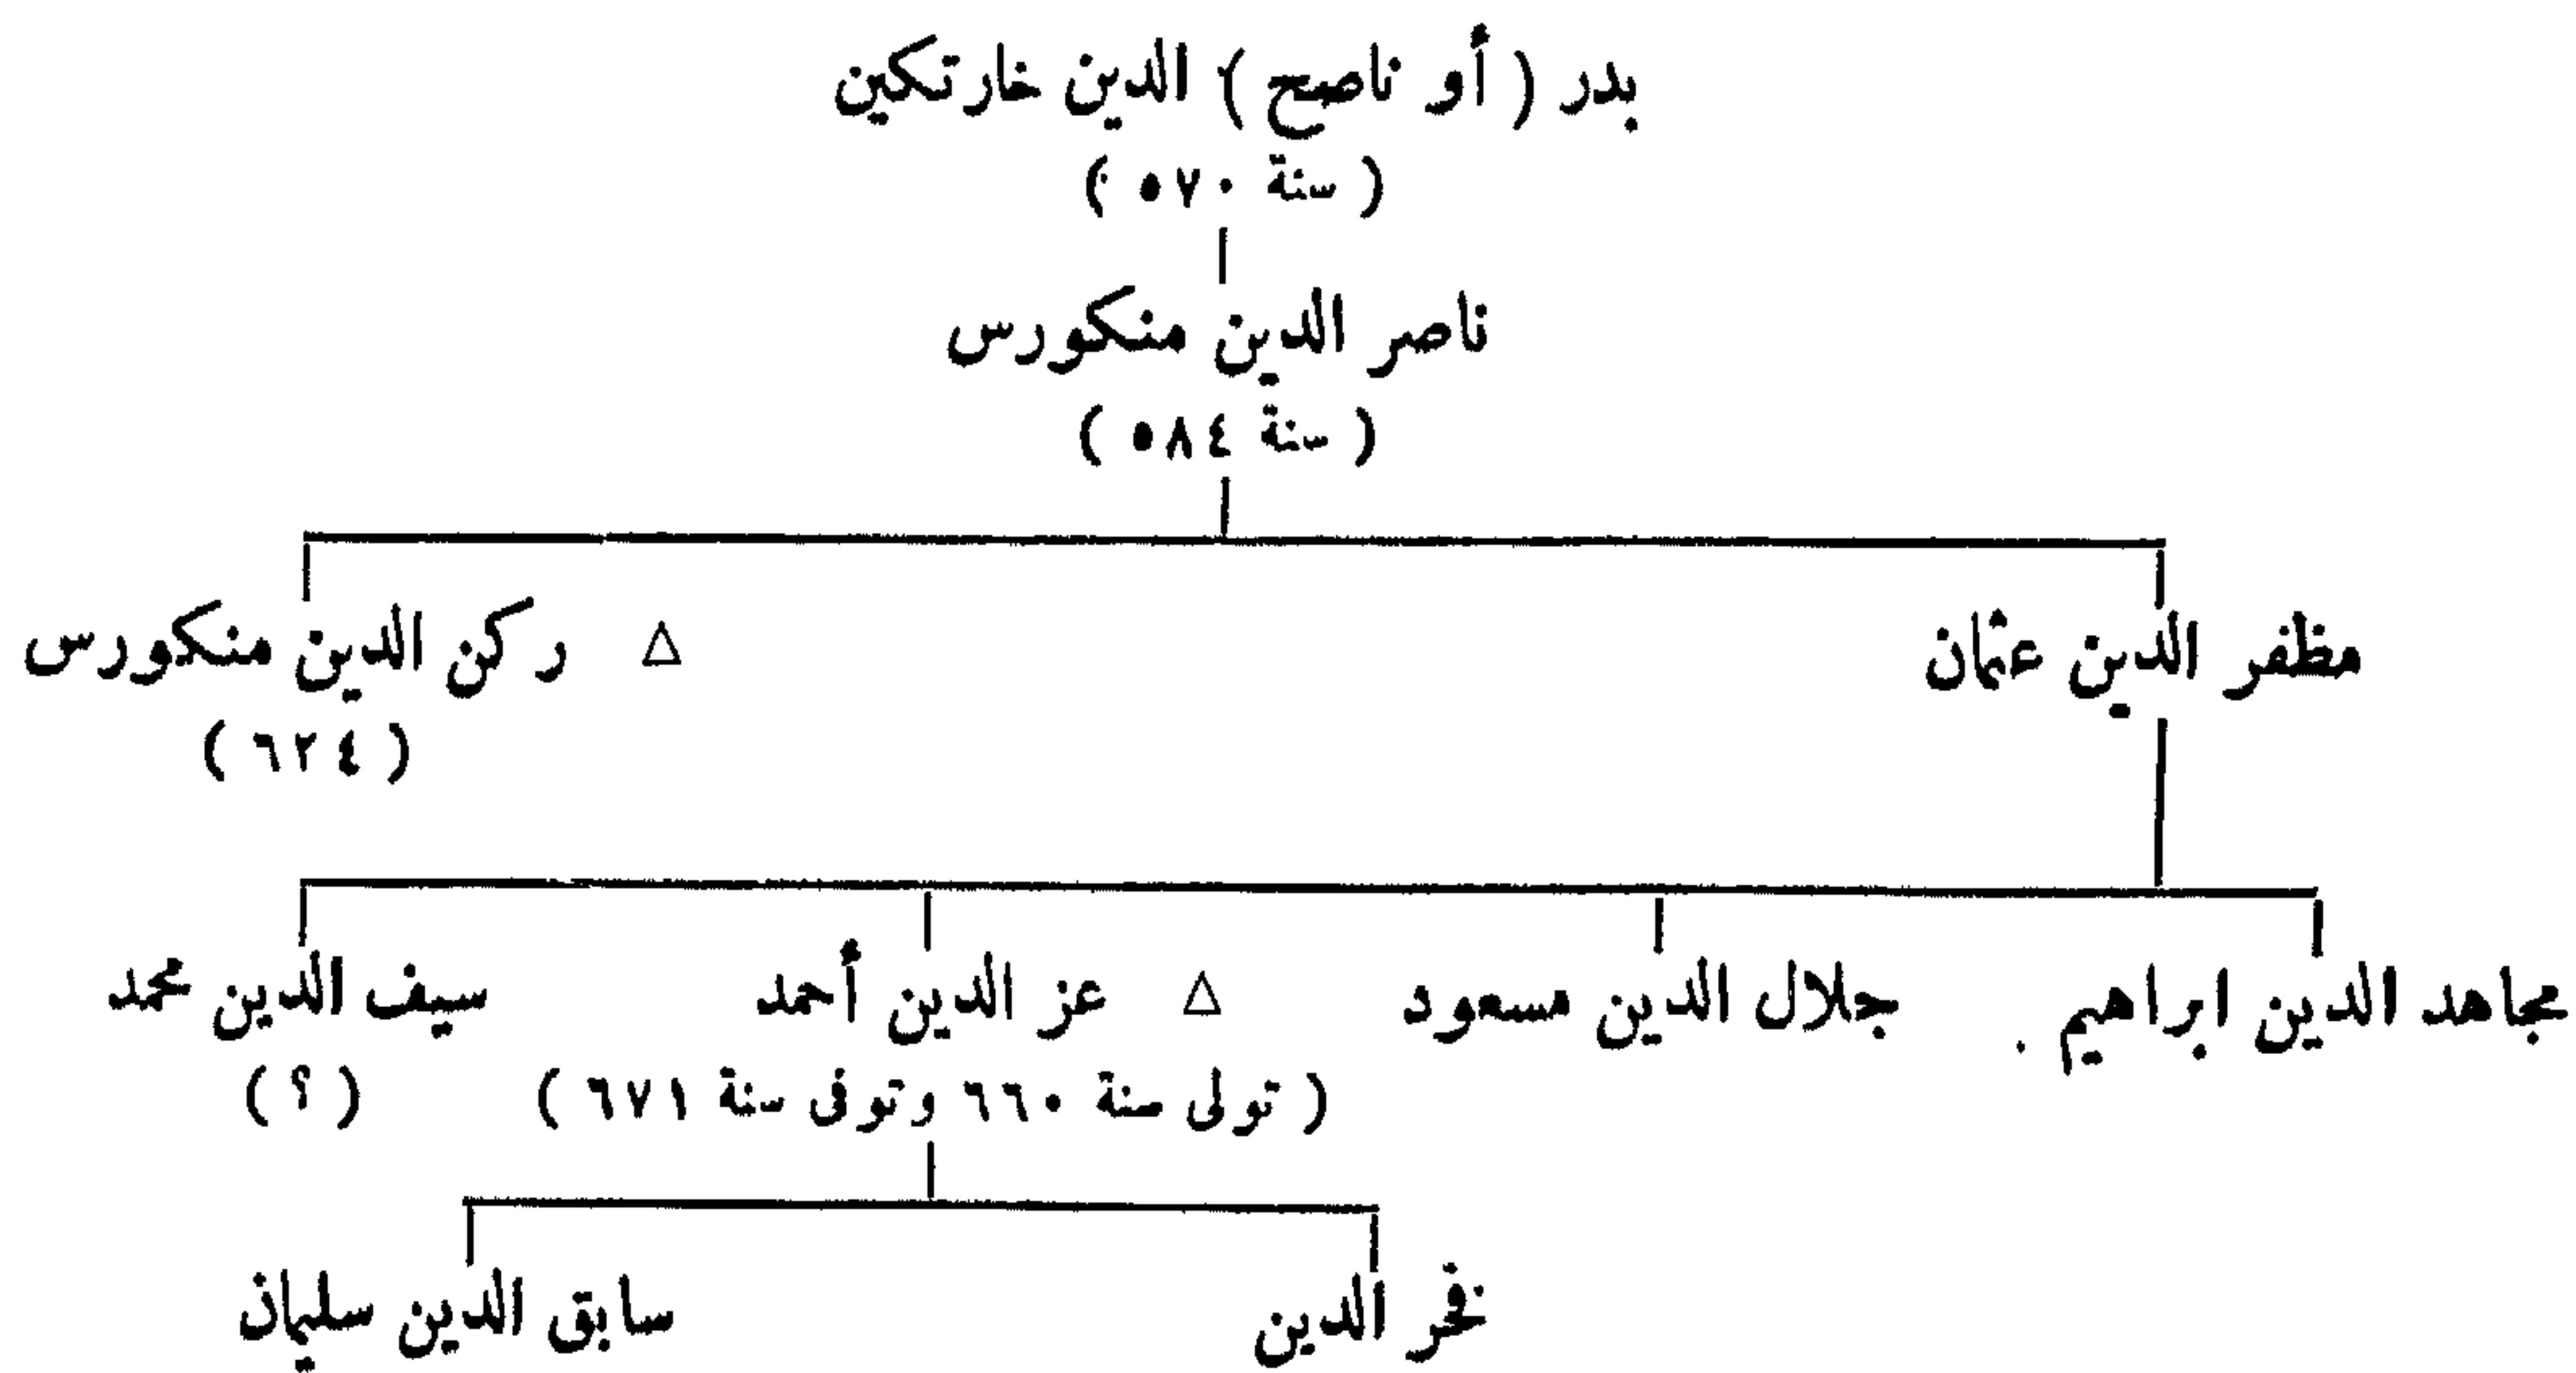 بدر ( أو ناصح ) الدين خارتكين
( سنة ٥٧٠ )
ناصر الدين منكورس
( سنة ٥٨٤ )
مظفر الدين عثمان △ ركن الدين منكورس
( ٦٢٤ )
مجاهد الدين ابراهيم . جلال الدين مسعود △ عز الدين أحمد سيف الدين محمد
( تولى سنة ٦٦٠ وتوفى سنة ٦٧١ ) ( ؟ )
فخر الدين سابق الدين سليمان